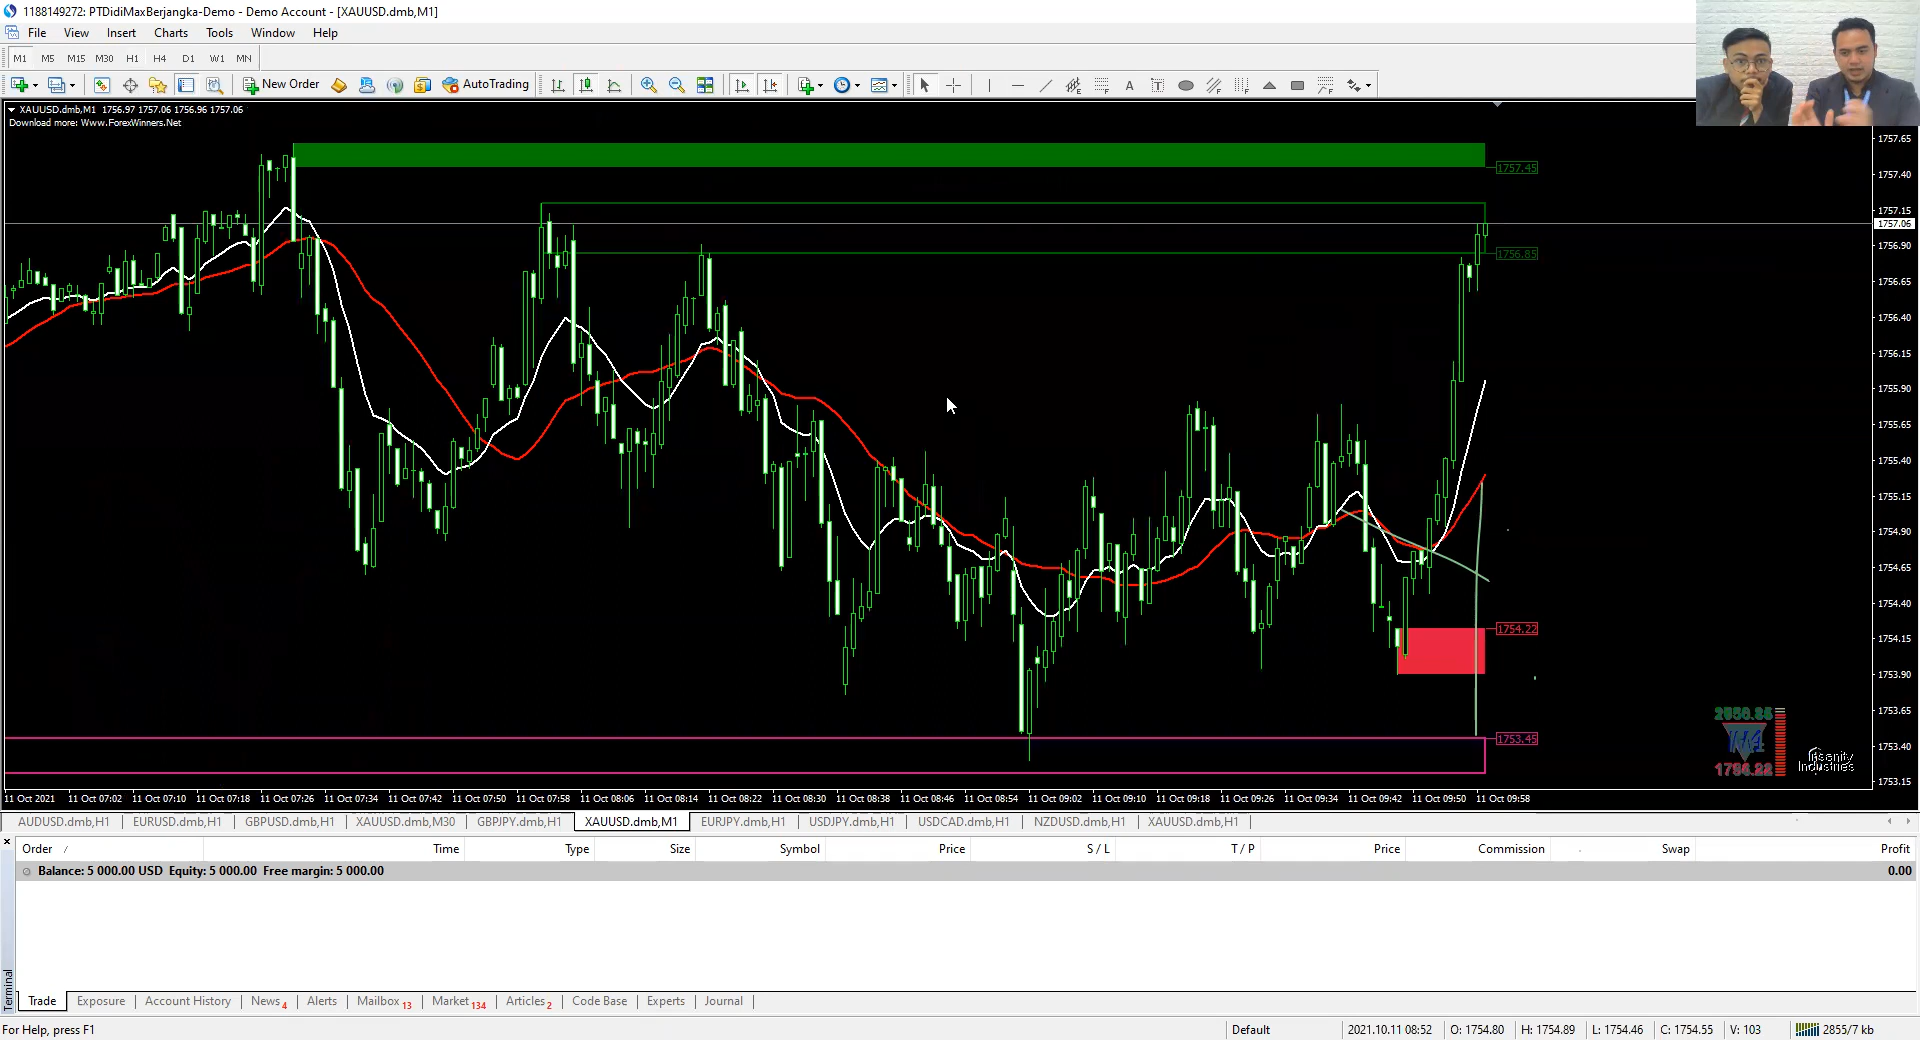 1188149272: PTDidiMaxBerjangka-Demo - Demo Account - [XAUUSD.dmb,M1]
File View Insert Charts Tools Window Help
M1 M5 M15 M30 H1 H4 D1 W1 MN
New Order AutoTrading A T
XAUUSD.dmb,M1 1756.97 1757.06 1756.96 1757.06
Download more: Www.ForexWinners.Net
1757.65
1757.45
1757.40
1757.15
1757.06
1756.90
1756.85
1756.65
1756.40
1756.15
1755.90
1755.65
1755.40
1755.15
1754.90
1754.65
1754.40
1754.22
1754.15
1753.90
1753.65
1753.45
1753.40
1753.15
Insanity
Industries
11 Oct 2021 11 Oct 07:02 11 Oct 07:10 11 Oct 07:18 11 Oct 07:26 11 Oct 07:34 11 Oct 07:42 11 Oct 07:50 11 Oct 07:58 11 Oct 08:06 11 Oct 08:14 11 Oct 08:22 11 Oct 08:30 11 Oct 08:38 11 Oct 08:46 11 Oct 08:54 11 Oct 09:02 11 Oct 09:10 11 Oct 09:18 11 Oct 09:26 11 Oct 09:34 11 Oct 09:42 11 Oct 09:50 11 Oct 09:58
AUDUSD.dmb,H1 EURUSD.dmb,H1 GBPUSD.dmb,H1 XAUUSD.dmb,M30 GBPJPY.dmb,H1 XAUUSD.dmb,M1 EURJPY.dmb,H1 USDJPY.dmb,H1 USDCAD.dmb,H1 NZDUSD.dmb,H1 XAUUSD.dmb,H1
Order / Time Type Size Symbol Price S / L T / P Price Commission Swap Profit
Balance: 5 000.00 USD Equity: 5 000.00 Free margin: 5 000.00 0.00
Terminal
Trade Exposure Account History News 4 Alerts Mailbox 13 Market 134 Articles 2 Code Base Experts Journal
For Help, press F1 Default 2021.10.11 08:52 O: 1754.80 H: 1754.89 L: 1754.46 C: 1754.55 V: 103 2855/7 kb